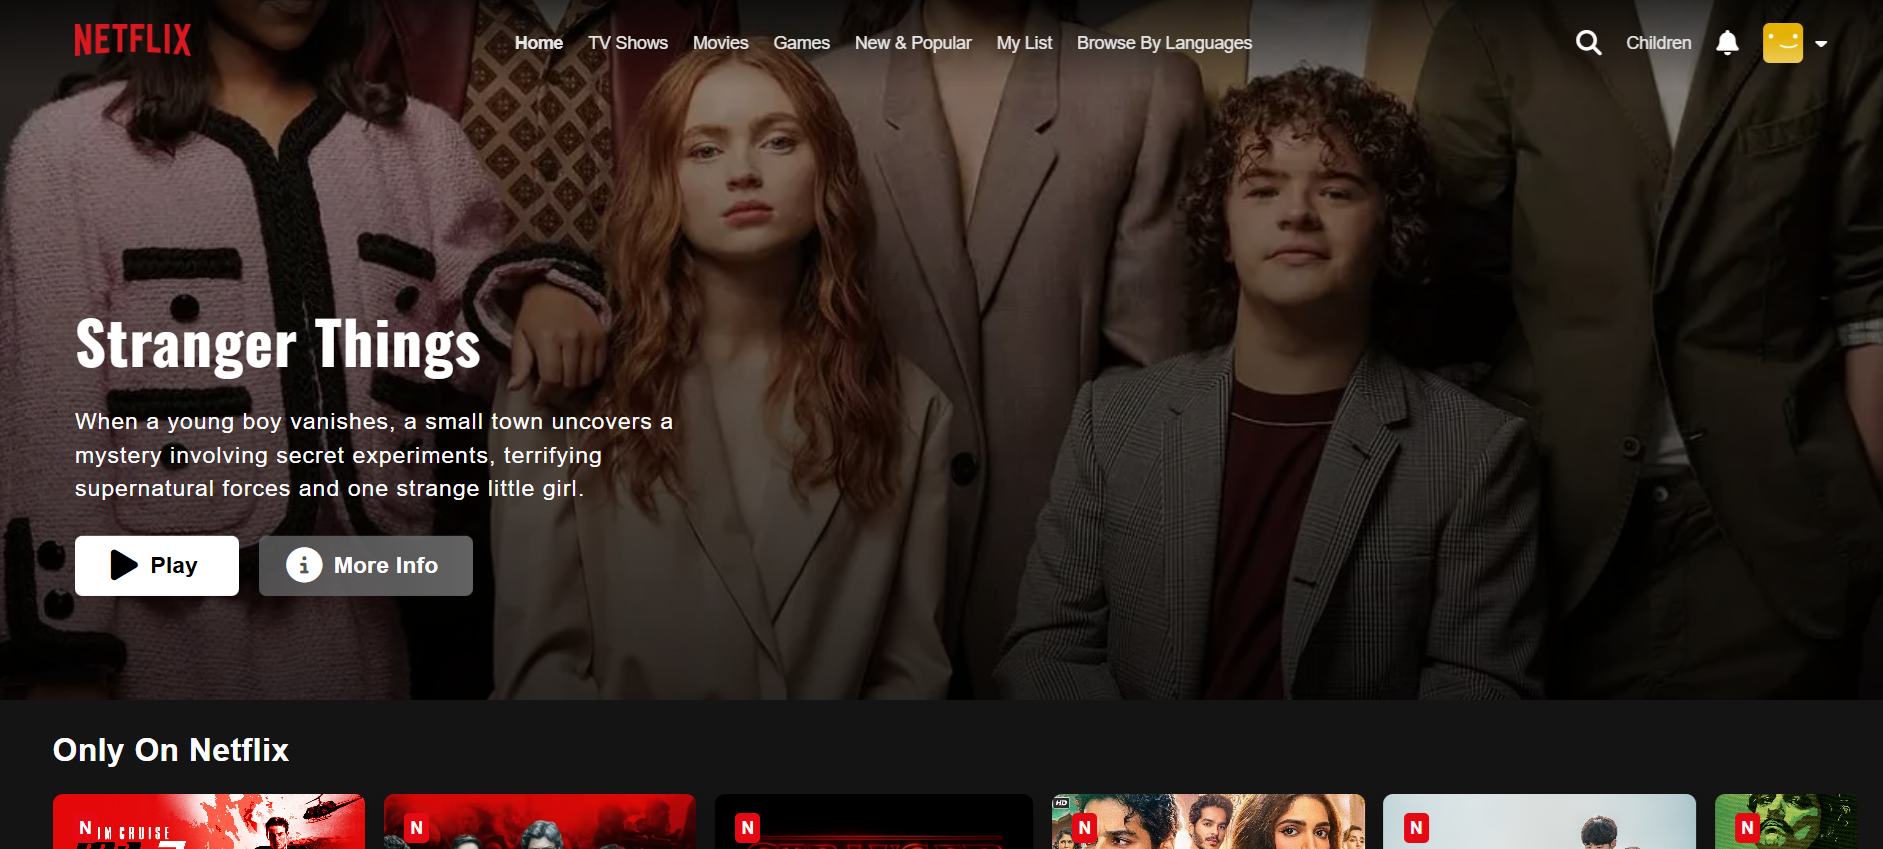 NETFLIX
Home TV Shows Movies Games New & Popular My List Browse By Languages
Children
Stranger Things
When a young boy vanishes, a small town uncovers a
mystery involving secret experiments, terrifying
supernatural forces and one strange little girl.
Play
More Info
Only On Netflix
N
N
N
HD
N
N
N